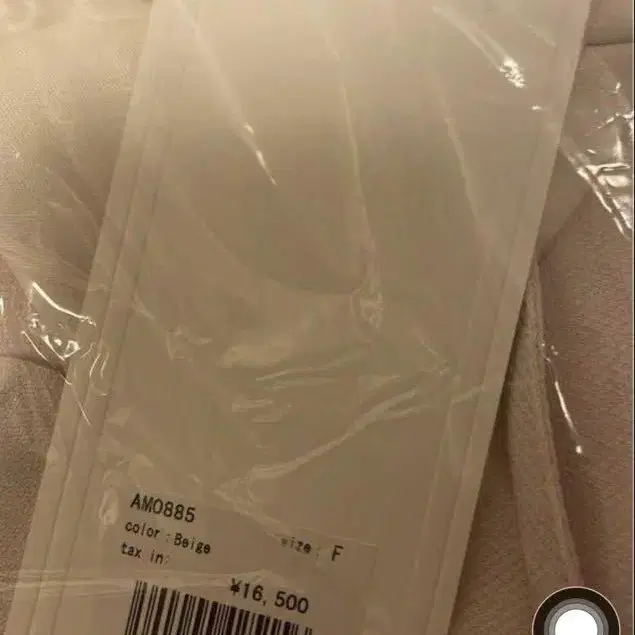 AM0885
color : Beige size : F
tax in:
¥16,500